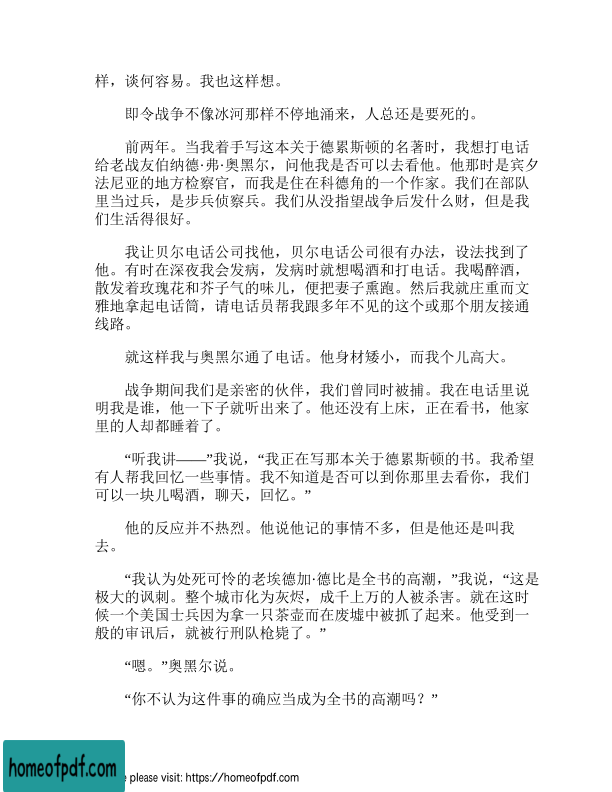 样，谈何容易。我也这样想。
即令战争不像冰河那样不停地涌来，人总还是要死的。
前两年。当我着手写这本关于德累斯顿的名著时，我想打电话
给老战友伯纳德·弗·奥黑尔，问他我是否可以去看他。他那时是宾夕
法尼亚的地方检察官，而我是住在科德角的一个作家。我们在部队
里当过兵，是步兵侦察兵。我们从没指望战争后发什么财，但是我
们生活得很好。
我让贝尔电话公司找他，贝尔电话公司很有办法，设法找到了
他。有时在深夜我会发病，发病时就想喝酒和打电话。我喝醉酒，
散发着玫瑰花和芥子气的味儿，便把妻子熏跑。然后我就庄重而文
雅地拿起电话筒，请电话员帮我跟多年不见的这个或那个朋友接通
线路。
就这样我与奥黑尔通了电话。他身材矮小，而我个儿高大。
战争期间我们是亲密的伙伴，我们曾同时被捕。我在电话里说
明我是谁，他一下子就听出来了。他还没有上床，正在看书，他家
里的人却都睡着了。
“听我讲——”我说，“我正在写那本关于德累斯顿的书。我希望
有人帮我回忆一些事情。我不知道是否可以到你那里去看你，我们
可以一块儿喝酒，聊天，回忆。”
他的反应并不热烈。他说他记的事情不多，但是他还是叫我
去。
“我认为处死可怜的老埃德加·德比是全书的高潮，”我说，“这是
极大的讽刺。整个城市化为灰烬，成千上万的人被杀害。就在这时
候一个美国士兵因为拿一只茶壶而在废墟中被抓了起来。他受到一
般的审讯后，就被行刑队枪毙了。”
“嗯。”奥黑尔说。
“你不认为这件事的确应当成为全书的高潮吗？”
homeofpdf.com
please visit: https://homeofpdf.com